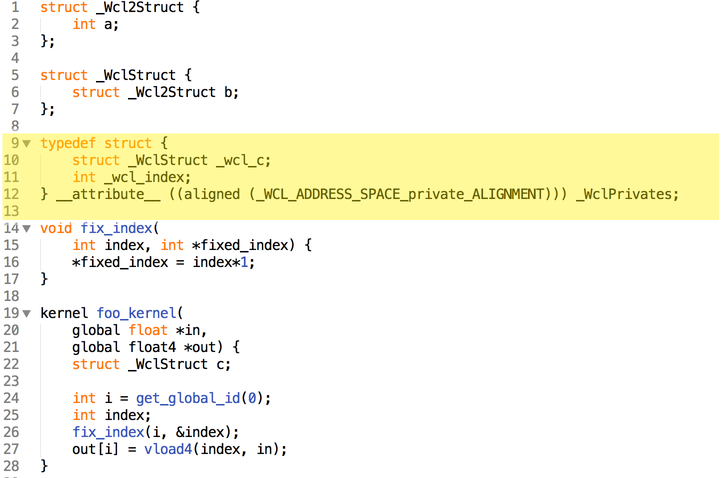 1 struct _Wcl2Struct {
2     int a;
3 };
4
5 struct _WclStruct {
6     struct _Wcl2Struct b;
7 };
8
9 typedef struct {
10     struct _WclStruct _wcl_c;
11     int _wcl_index;
12 } __attribute__ ((aligned (_WCL_ADDRESS_SPACE_private_ALIGNMENT))) _WclPrivates;
13
14 void fix_index(
15     int index, int *fixed_index) {
16     *fixed_index = index*1;
17 }
18
19 kernel foo_kernel(
20     global float *in,
21     global float4 *out) {
22     struct _WclStruct c;
23
24     int i = get_global_id(0);
25     int index;
26     fix_index(i, &index);
27     out[i] = vload4(index, in);
28 }